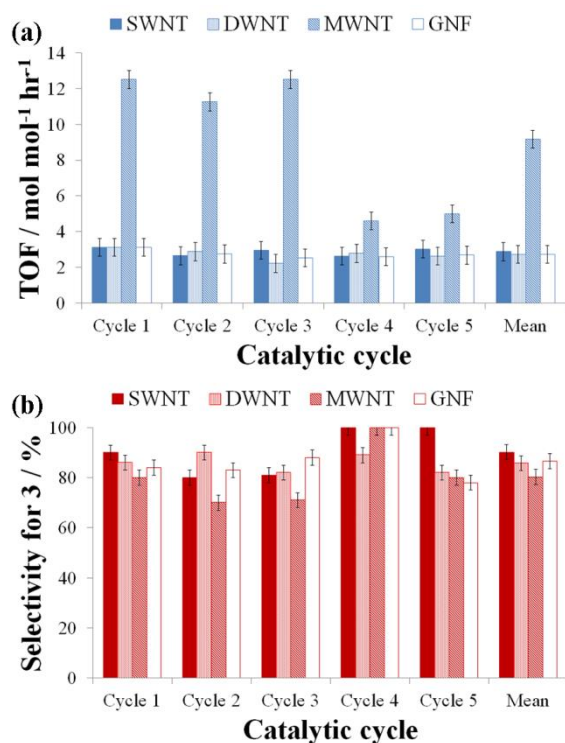 (a)
SWNT DWNT MWNT GNF
TOF / mol mol⁻¹ hr⁻¹
14
12
10
8
6
4
2
0
Cycle 1 Cycle 2 Cycle 3 Cycle 4 Cycle 5 Mean
Catalytic cycle
(b)
SWNT DWNT MWNT GNF
Selectivity for 3 / %
100
80
60
40
20
0
Cycle 1 Cycle 2 Cycle 3 Cycle 4 Cycle 5 Mean
Catalytic cycle